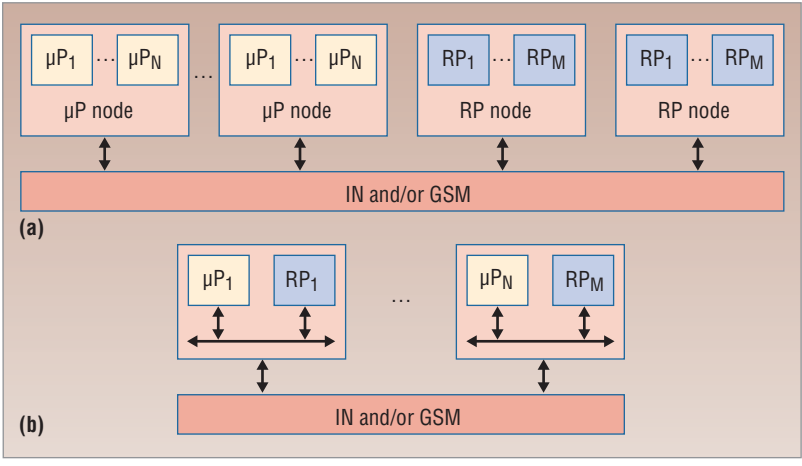 µP1 ... µPN ... µP1 ... µPN RP1 ... RPM RP1 ... RPM
µP node µP node RP node RP node
IN and/or GSM
(a)
µP1 RP1 ... µPN RPM
IN and/or GSM
(b)